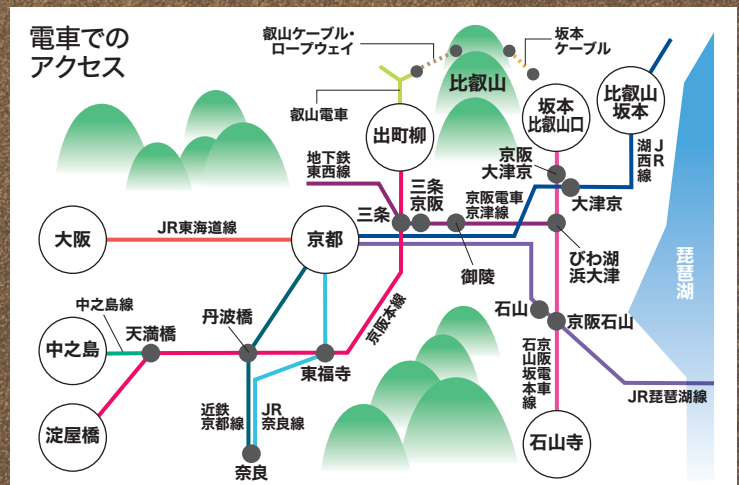 電車での
アクセス
叡山ケーブル・
ロープウェイ
坂本
ケーブル
比叡山
叡山電車
出町柳
坂本
比叡山口
比叡山
坂本
地下鉄
東西線
三条
京阪
三条
京阪
大津京
大津京
JR
湖西線
京阪電車
京津線
大阪
JR東海道線
京都
御陵
びわ湖
浜大津
琵琶湖
中之島線
天満橋
丹波橋
京阪本線
石山
京阪石山
中之島
東福寺
京阪電車
石山坂本線
JR琵琶湖線
淀屋橋
近鉄
京都線
JR
奈良線
奈良
石山寺